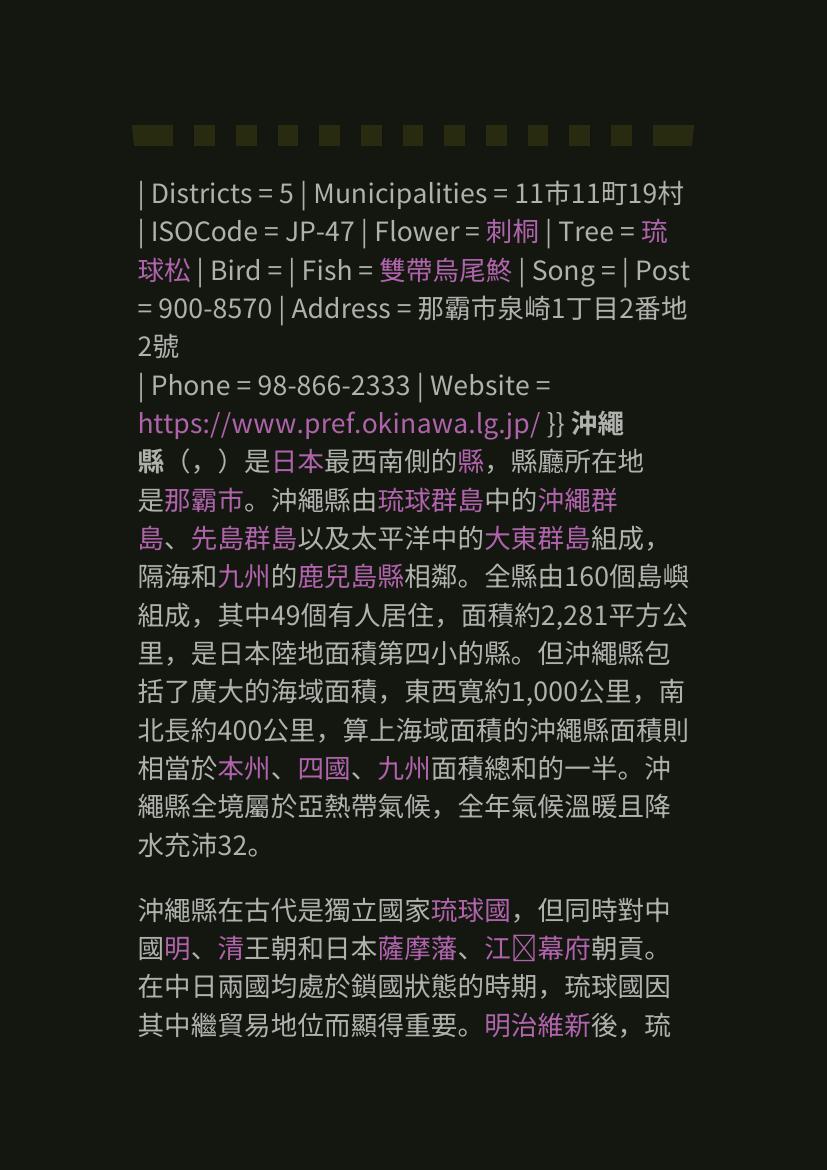 | Districts = 5 | Municipalities = 11市11町19村
| ISOCode = JP-47 | Flower = 刺桐 | Tree = 琉
球松 | Bird = | Fish = 雙帶烏尾鮗 | Song = | Post
= 900-8570 | Address = 那霸市泉崎1丁目2番地
2號
| Phone = 98-866-2333 | Website =
https://www.pref.okinawa.lg.jp/ }} 沖繩
縣（，）是日本最西南側的縣，縣廳所在地
是那霸市。沖繩縣由琉球群島中的沖繩群
島、先島群島以及太平洋中的大東群島組成，
隔海和九州的鹿兒島縣相鄰。全縣由160個島嶼
組成，其中49個有人居住，面積約2,281平方公
里，是日本陸地面積第四小的縣。但沖繩縣包
括了廣大的海域面積，東西寬約1,000公里，南
北長約400公里，算上海域面積的沖繩縣面積則
相當於本州、四國、九州面積總和的一半。沖
繩縣全境屬於亞熱帶氣候，全年氣候溫暖且降
水充沛32。
沖繩縣在古代是獨立國家琉球國，但同時對中
國明、清王朝和日本薩摩藩、江幕府朝貢。
在中日兩國均處於鎖國狀態的時期，琉球國因
其中繼貿易地位而顯得重要。明治維新後，琉